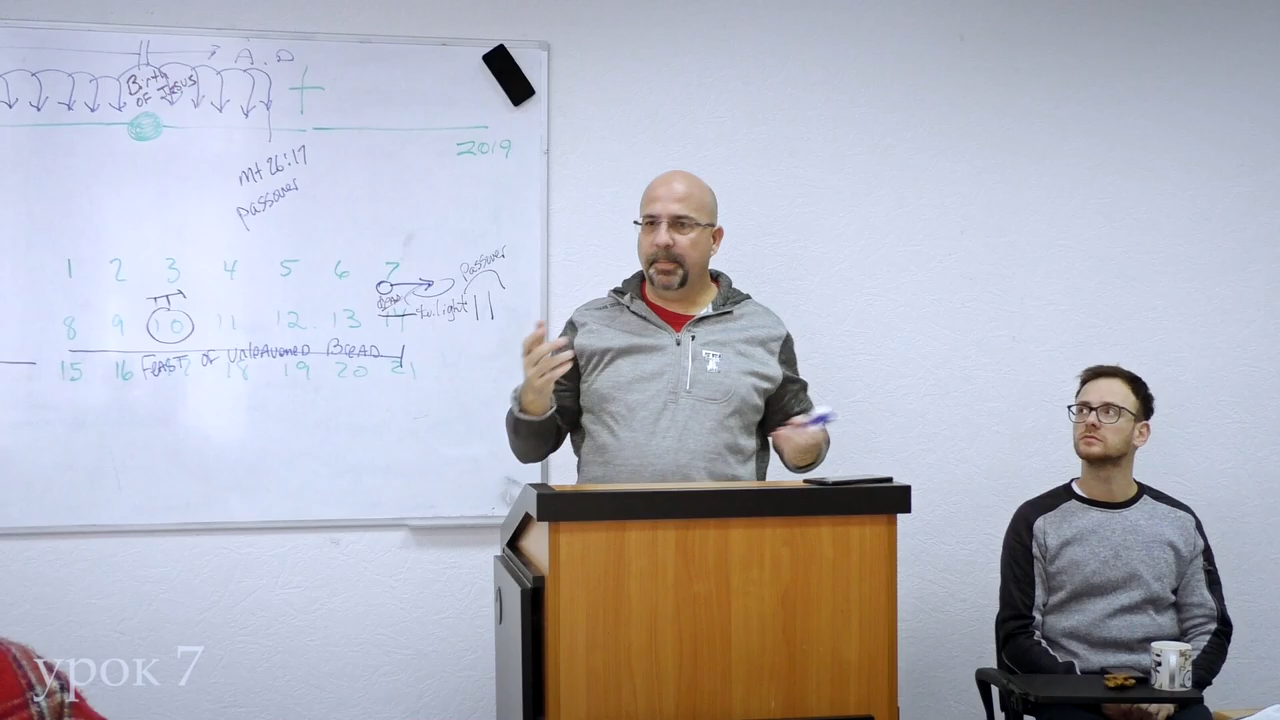 A.D
Birth
of Jesus
2019
Mt 26:17
passover
1 2 3 4 5 6 7
Passover
8 9 10 11 12 13 14
twilight
Feast of unleavened Bread
15 16 18 19 20 21
урок 7